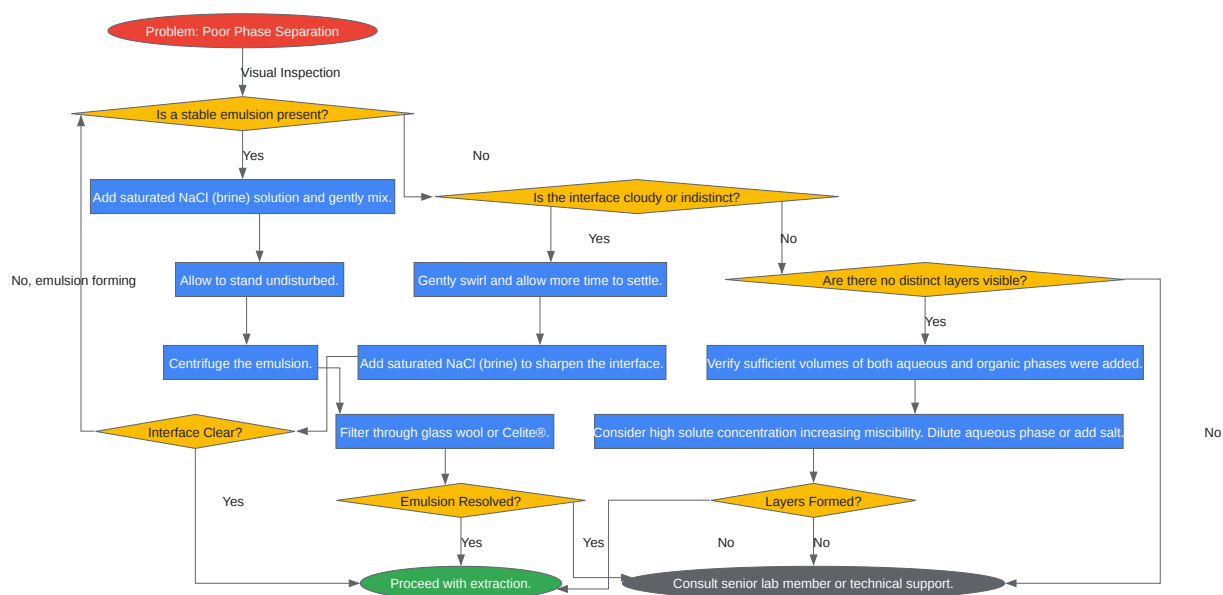 Problem: Poor Phase Separation
Visual Inspection
Is a stable emulsion present?
Yes
No
Add saturated NaCl (brine) solution and gently mix.
Is the interface cloudy or indistinct?
Yes
No
No, emulsion forming
Allow to stand undisturbed.
Gently swirl and allow more time to settle.
Are there no distinct layers visible?
Yes
Centrifuge the emulsion.
Add saturated NaCl (brine) to sharpen the interface.
Verify sufficient volumes of both aqueous and organic phases were added.
Interface Clear?
Filter through glass wool or Celite®.
Consider high solute concentration increasing miscibility. Dilute aqueous phase or add salt.
No
Yes
Emulsion Resolved?
Layers Formed?
Yes
Yes
No
No
Proceed with extraction.
Consult senior lab member or technical support.